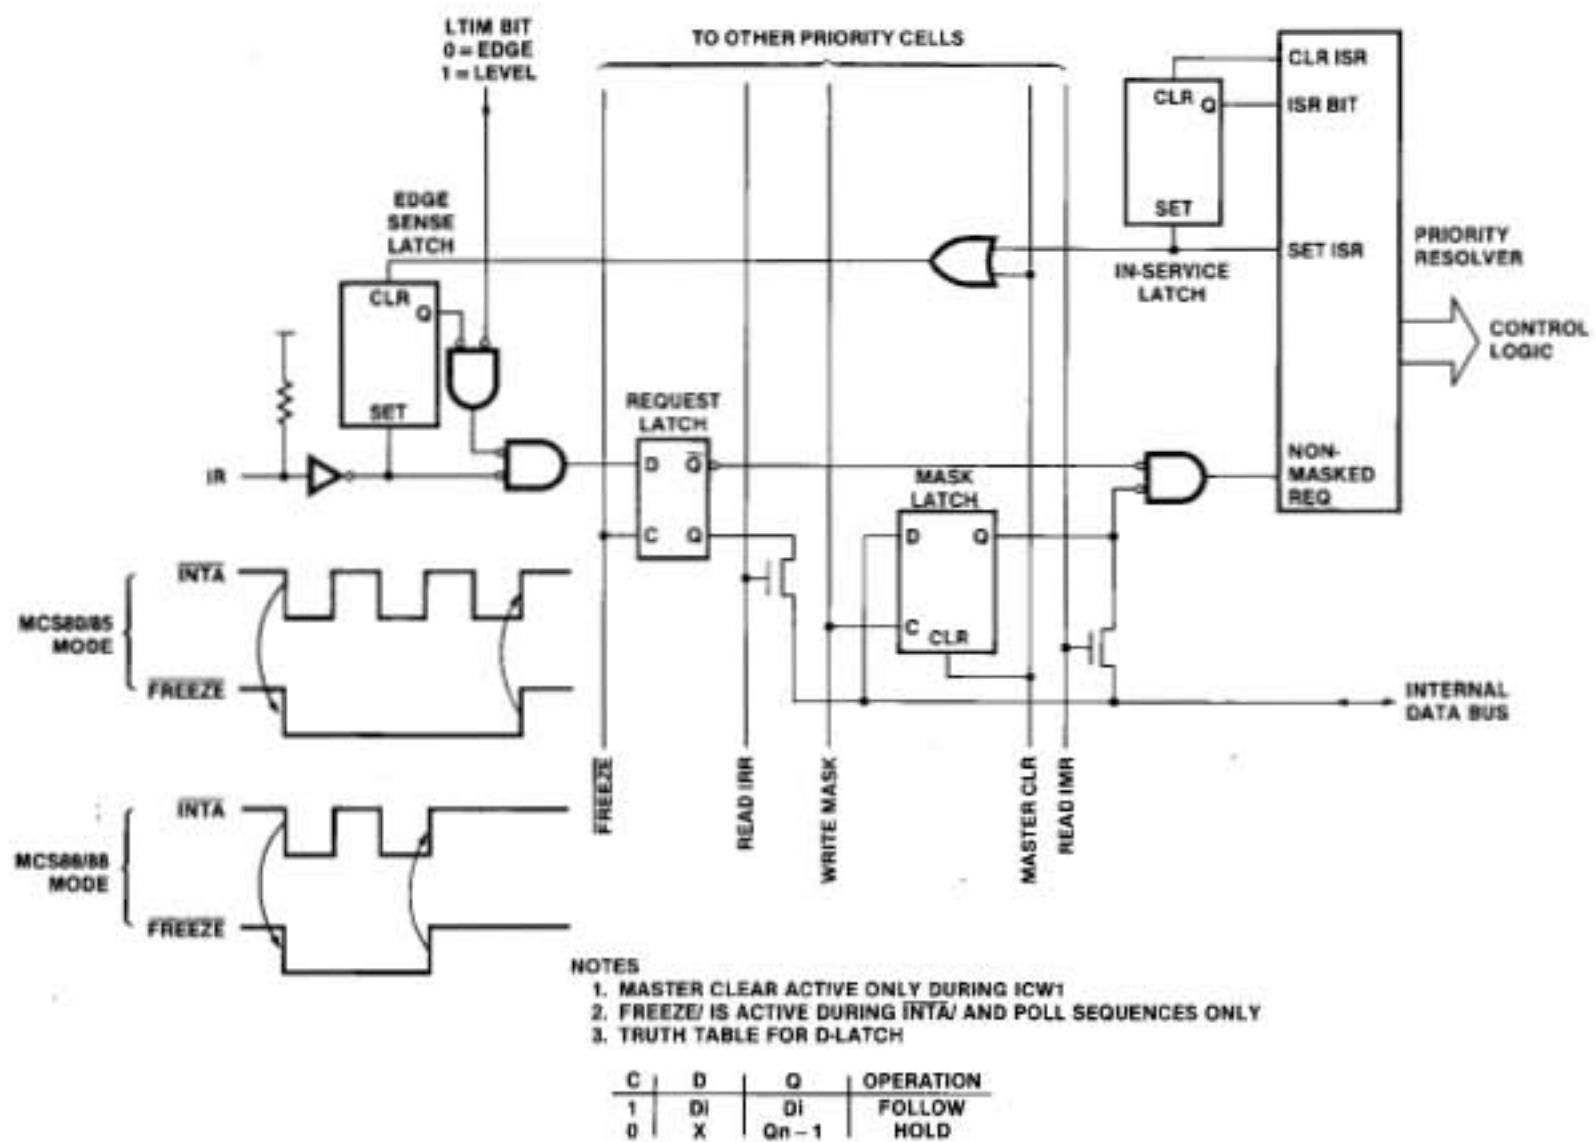 LTIM BIT
0 = EDGE
1 = LEVEL
TO OTHER PRIORITY CELLS
CLR ISR
CLR Q
ISR BIT
SET
EDGE
SENSE
LATCH
SET ISR
PRIORITY
RESOLVER
IN-SERVICE
LATCH
CLR
Q
CONTROL
LOGIC
SET
REQUEST
LATCH
IR
D Q̅
NON-
MASKED
REQ
MASK
LATCH
C Q
D Q
C CLR
INTA
MCS80/85
MODE
FREEZE
INTERNAL
DATA BUS
FREEZE
READ IRR
WRITE MASK
MASTER CLR
READ IMR
INTA
MCS86/88
MODE
FREEZE
NOTES
1. MASTER CLEAR ACTIVE ONLY DURING ICW1
2. FREEZE/ IS ACTIVE DURING INTA/ AND POLL SEQUENCES ONLY
3. TRUTH TABLE FOR D-LATCH
C D Q OPERATION
1 Di Di FOLLOW
0 X Qn – 1 HOLD